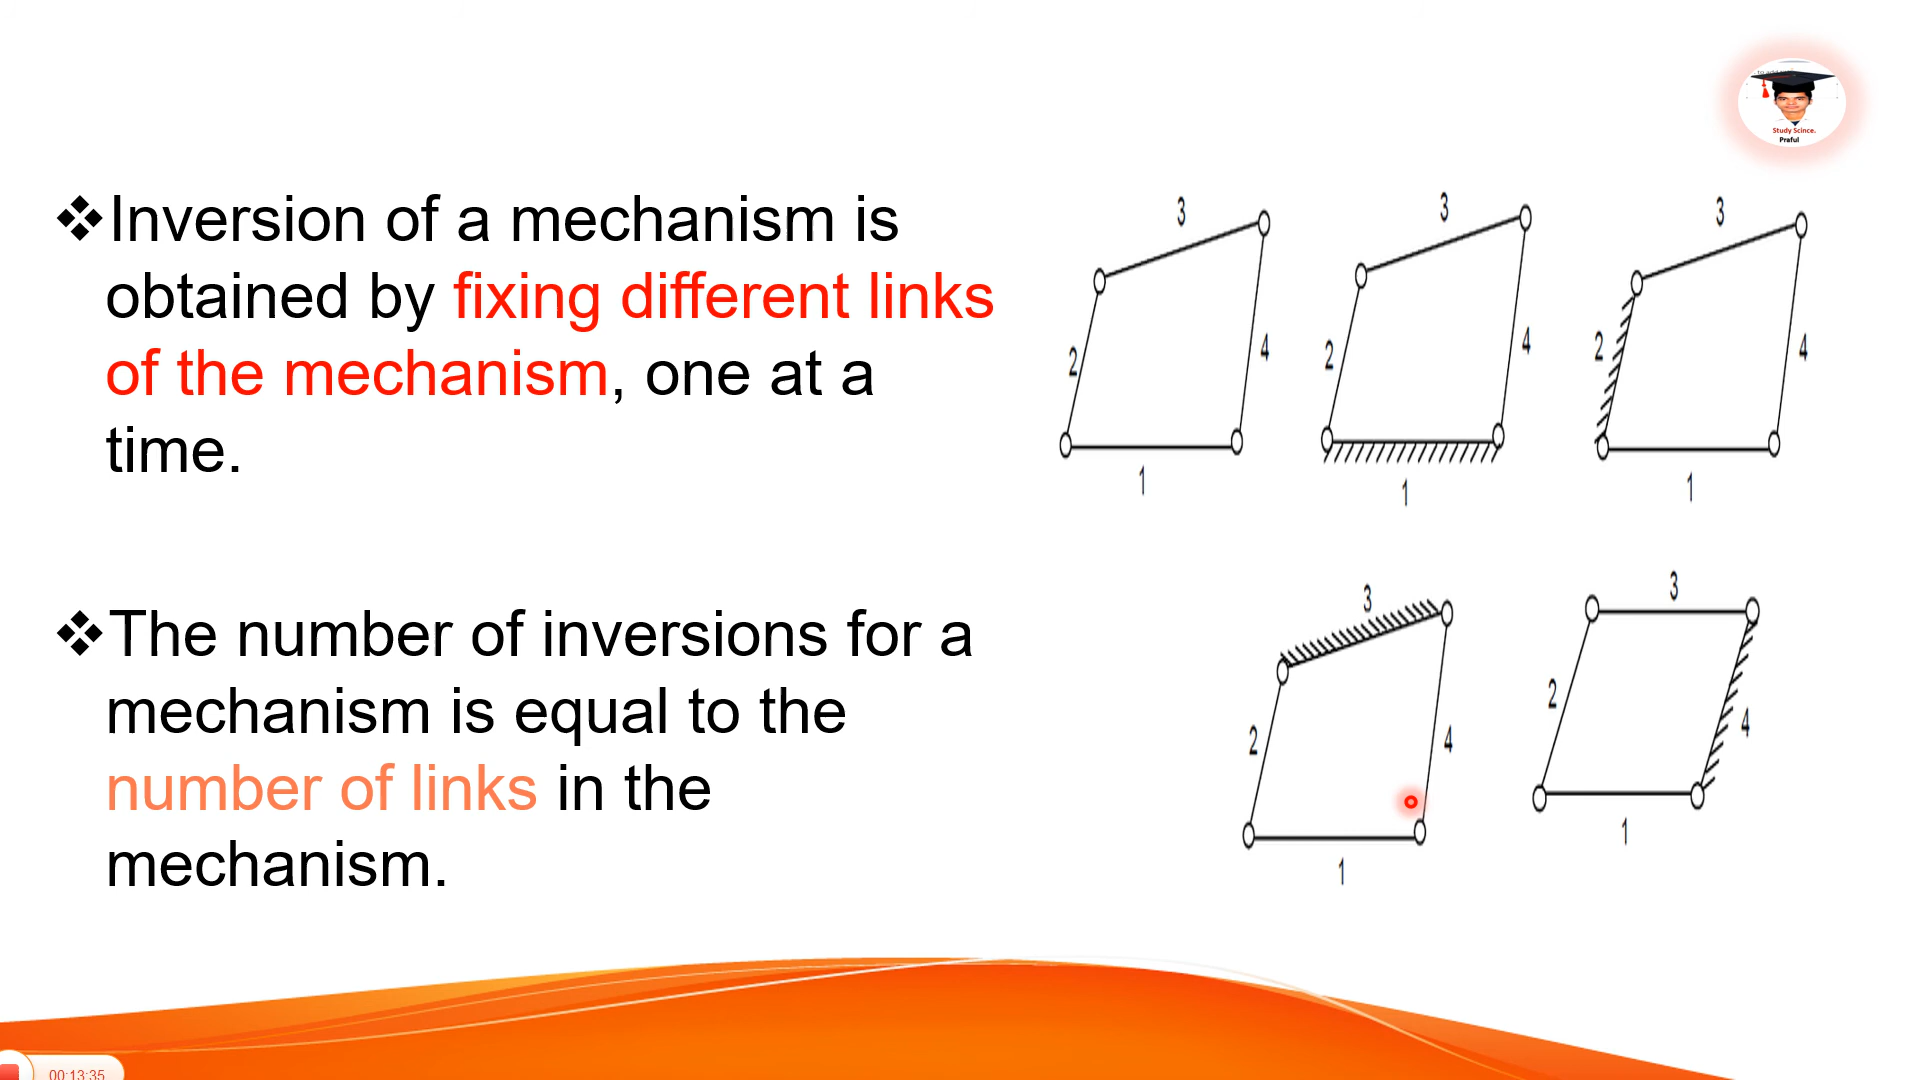 Study Scince.
Praful
❖Inversion of a mechanism is
obtained by fixing different links
of the mechanism, one at a
time.
❖The number of inversions for a
mechanism is equal to the
number of links in the
mechanism.
3
2
4
1
3
2
4
1
3
2
4
1
3
2
4
1
3
2
4
1
00:13:35